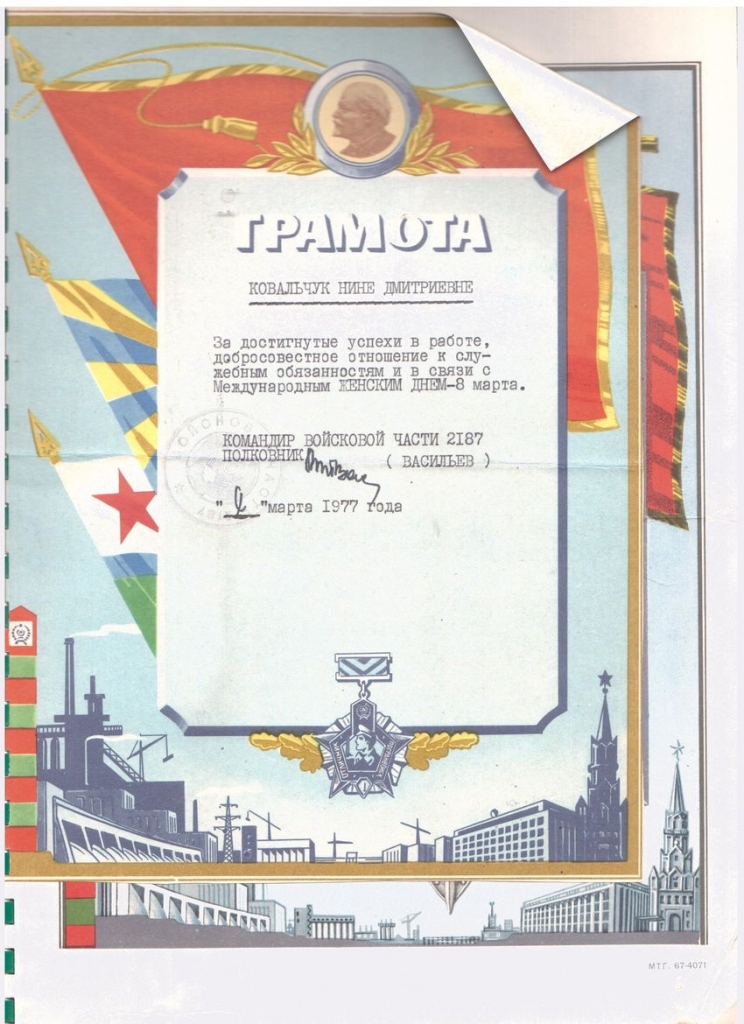 ГРАМОТА
КОВАЛЬЧУК НИНЕ ДМИТРИЕВНЕ
За достигнутые успехи в работе,
добросовестное отношение к слу-
жебным обязанностям и в связи с
Международным ЖЕНСКИМ ДНЕМ-8 марта.
КОМАНДИР ВОЙСКОВОЙ ЧАСТИ 2187
ПОЛКОВНИК ( ВАСИЛЬЕВ )
" "марта 1977 года
МТГ. 67-4071